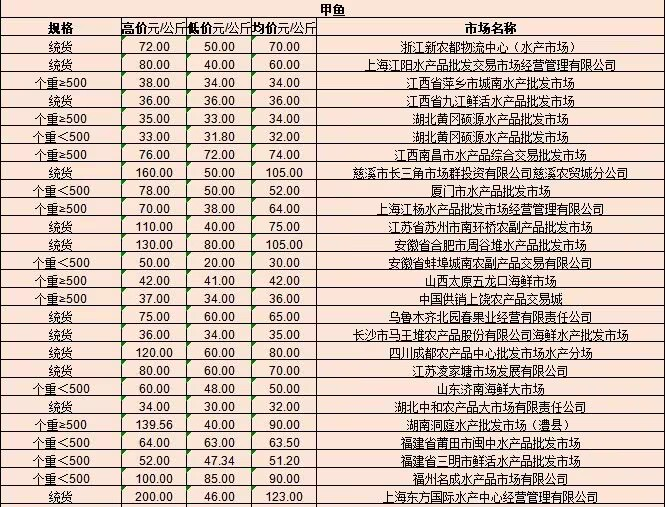 甲鱼
规格 高价元/公斤 低价元/公斤 均价元/公斤 市场名称
统货 72.00 50.00 70.00 浙江新农都物流中心（水产市场）
统货 80.00 40.00 60.00 上海江阳水产品批发交易市场经营管理有限公司
个重≥500 38.00 34.00 34.00 江西省萍乡市城南水产批发市场
统货 36.00 36.00 36.00 江西省九江鲜活水产品批发市场
个重≥500 35.00 33.00 34.00 湖北黄冈硕源水产品批发市场
个重＜500 33.00 31.80 32.00 湖北黄冈硕源水产品批发市场
个重≥500 76.00 72.00 74.00 江西南昌市水产品综合交易批发市场
统货 160.00 50.00 105.00 慈溪市长三角市场群投资有限公司慈溪农贸城分公司
个重＜500 78.00 50.00 52.00 厦门市水产品批发市场
个重≥500 70.00 38.00 64.00 上海江杨水产品批发市场经营管理有限公司
统货 110.00 40.00 75.00 江苏省苏州市南环桥农副产品批发市场
统货 130.00 80.00 105.00 安徽省合肥市周谷堆水产品批发市场
个重＜500 50.00 20.00 30.00 安徽省蚌埠城南农副产品交易有限公司
个重≥500 42.00 41.00 42.00 山西太原五龙口海鲜市场
个重≥500 37.00 34.00 36.00 中国供销上饶农产品交易城
统货 75.00 60.00 65.00 乌鲁木齐北园春果业经营有限责任公司
统货 36.00 34.00 35.00 长沙市马王堆农产品股份有限公司海鲜水产批发市场
统货 120.00 60.00 80.00 四川成都农产品中心批发市场水产分场
统货 80.00 60.00 70.00 江苏凌家塘市场发展有限公司
个重＜500 60.00 48.00 50.00 山东济南海鲜大市场
统货 34.00 30.00 32.00 湖北中和农产品大市场有限责任公司
个重≥500 139.56 40.00 90.00 湖南洞庭水产批发市场（澧县）
个重＜500 64.00 63.00 63.50 福建省莆田市闽中水产品批发市场
个重＜500 52.00 47.34 51.20 福建省三明市鲜活水产品批发市场
个重＜500 100.00 85.00 90.00 福州名成水产品市场有限公司
统货 200.00 46.00 123.00 上海东方国际水产中心经营管理有限公司